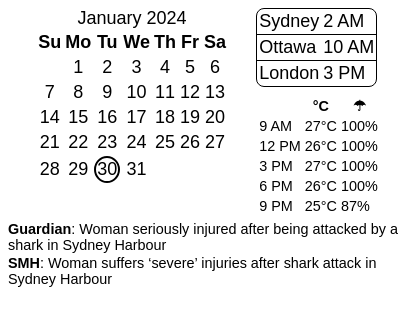 January 2024
Su Mo Tu We Th Fr Sa
1 2 3 4 5 6
7 8 9 10 11 12 13
14 15 16 17 18 19 20
21 22 23 24 25 26 27
28 29 30 31
Sydney 2 AM
Ottawa 10 AM
London 3 PM
°C ☂
9 AM 27°C 100%
12 PM 26°C 100%
3 PM 27°C 100%
6 PM 26°C 100%
9 PM 25°C 87%
Guardian: Woman seriously injured after being attacked by a
shark in Sydney Harbour
SMH: Woman suffers ‘severe’ injuries after shark attack in
Sydney Harbour